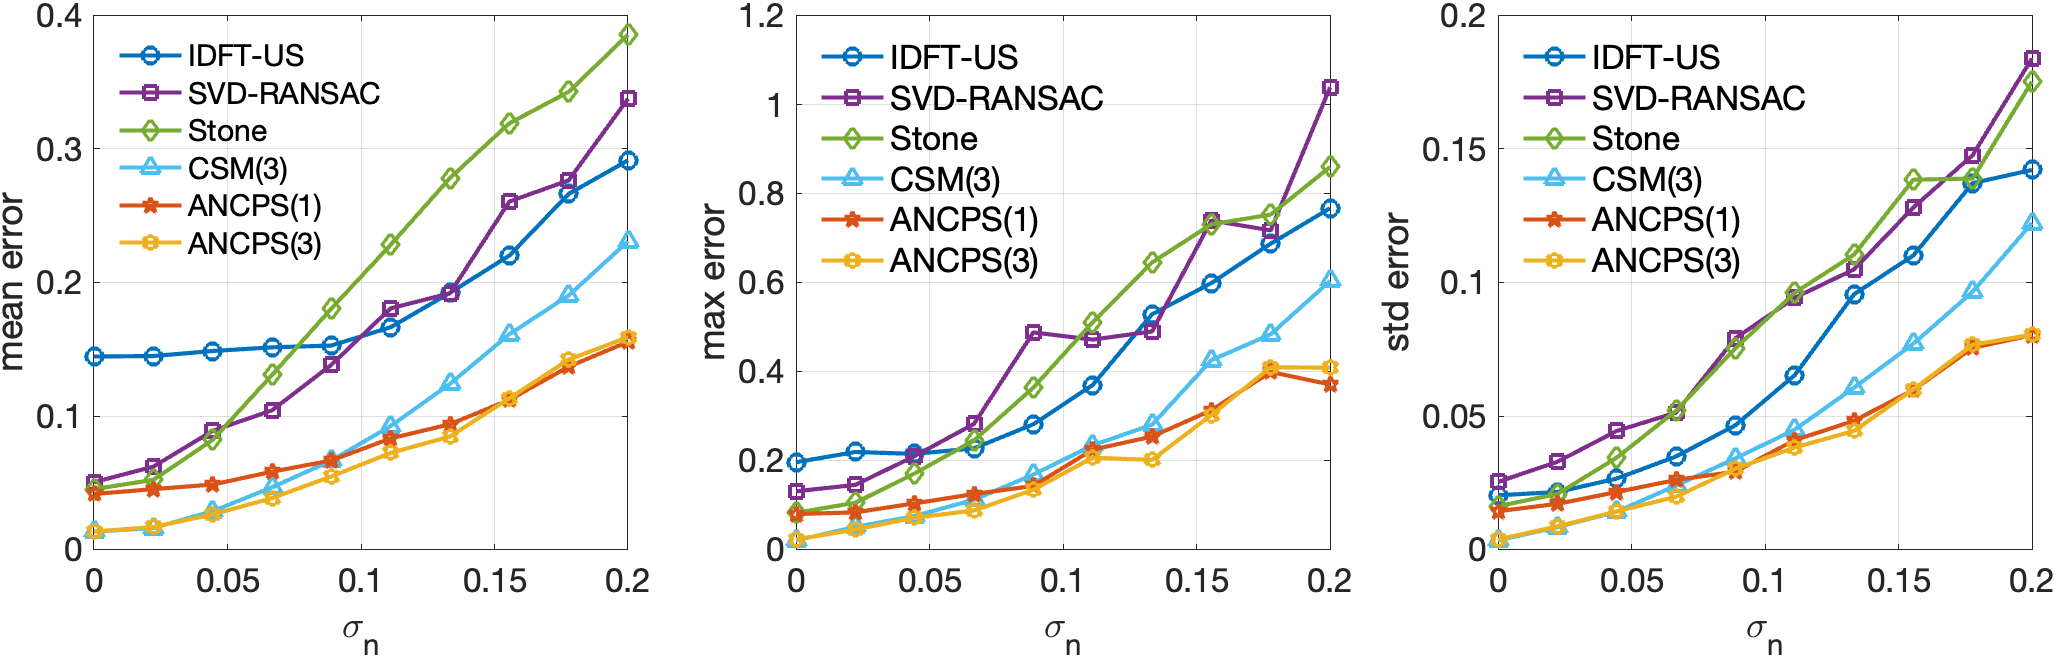 mean error
0.4
0.3
0.2
0.1
0
IDFT-US
SVD-RANSAC
Stone
CSM(3)
ANCPS(1)
ANCPS(3)
0 0.05 0.1 0.15 0.2
σn
max error
1.2
1
0.8
0.6
0.4
0.2
0
IDFT-US
SVD-RANSAC
Stone
CSM(3)
ANCPS(1)
ANCPS(3)
0 0.05 0.1 0.15 0.2
σn
std error
0.2
0.15
0.1
0.05
0
IDFT-US
SVD-RANSAC
Stone
CSM(3)
ANCPS(1)
ANCPS(3)
0 0.05 0.1 0.15 0.2
σn